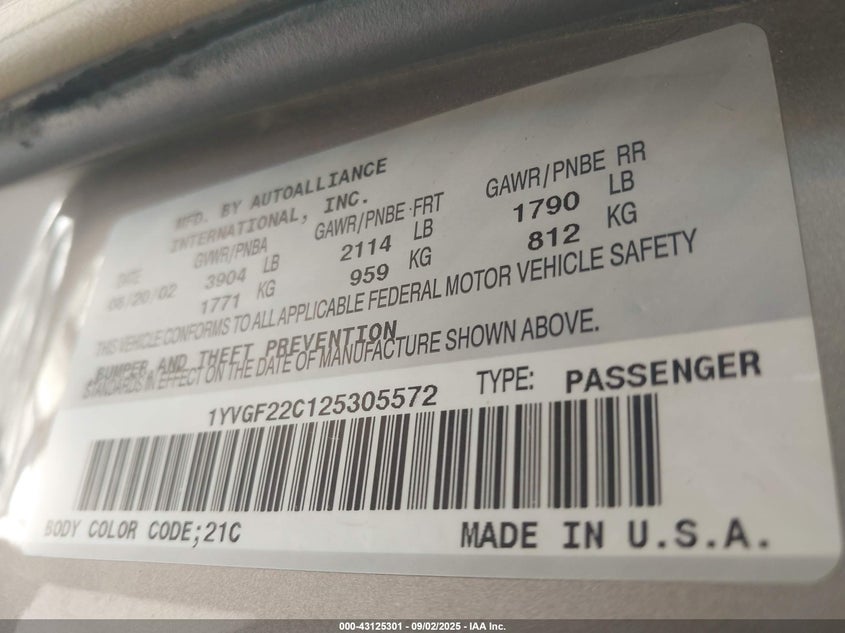 MFD. BY AUTOALLIANCE
INTERNATIONAL, INC.
DATE GVWR/PNBA GAWR/PNBE FRT GAWR/PNBE RR
06/20/02 3904 LB 2114 LB 1790 LB
1771 KG 959 KG 812 KG
THIS VEHICLE CONFORMS TO ALL APPLICABLE FEDERAL MOTOR VEHICLE SAFETY
BUMPER AND THEFT PREVENTION
STANDARDS IN EFFECT ON THE DATE OF MANUFACTURE SHOWN ABOVE.
1YVGF22C125305572 TYPE: PASSENGER
BODY COLOR CODE;21C MADE IN U.S.A.
000-43125301 - 09/02/2025 - IAA Inc.